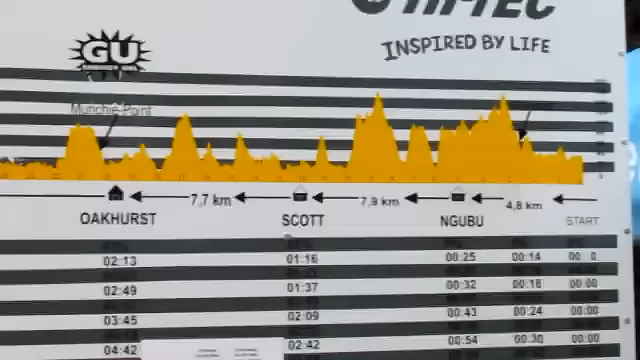 HI-TEC
INSPIRED BY LIFE
GU
Munchie Point
7,7 km
7,9 km
4,8 km
OAKHURST
SCOTT
NGUBU
START
02:13 01:16 00:25 00:14
02:49 01:37 00:32 00:18 00:00
03:45 02:09 00:43 00:24 00:00
04:42 02:42 00:54 00:30 00:00